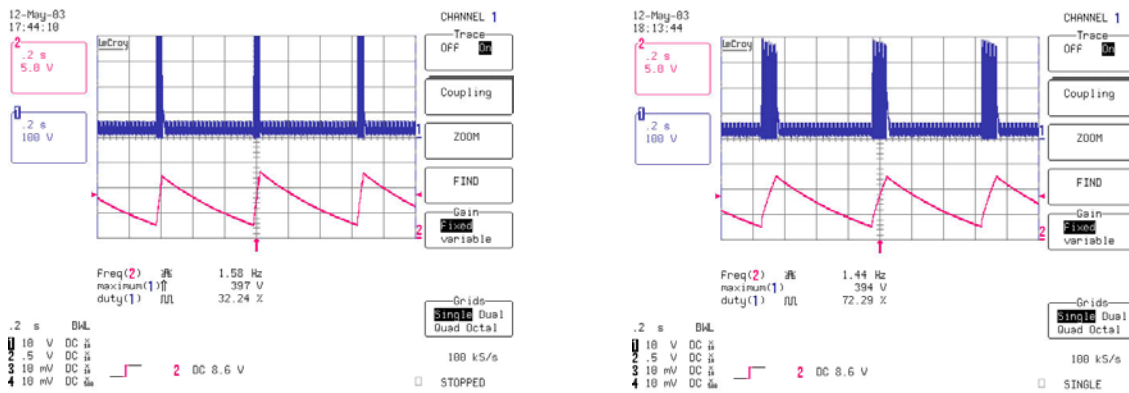 12-May-03
17:44:10
2
.2 s
5.0 V
1
.2 s
100 V
LeCroy
1
2
CHANNEL 1
Trace
OFF On
Coupling
ZOOM
FIND
Gain
Fixed
variable
Freq(2) 1.58 Hz
maximum(1) 397 V
duty(1) 32.24 %
Grids
Single Dual
Quad Octal
.2 s BWL
1 10 V DC
2 .5 V DC
3 10 mV DC
4 10 mV DC
2 DC 8.6 V
100 kS/s
STOPPED
12-May-03
18:13:44
2
.2 s
5.0 V
1
.2 s
100 V
LeCroy
1
2
CHANNEL 1
Trace
OFF On
Coupling
ZOOM
FIND
Gain
Fixed
variable
Freq(2) 1.44 Hz
maximum(1) 394 V
duty(1) 72.29 %
Grids
Single Dual
Quad Octal
.2 s BWL
1 10 V DC
2 .5 V DC
3 10 mV DC
4 10 mV DC
2 DC 8.6 V
100 kS/s
SINGLE